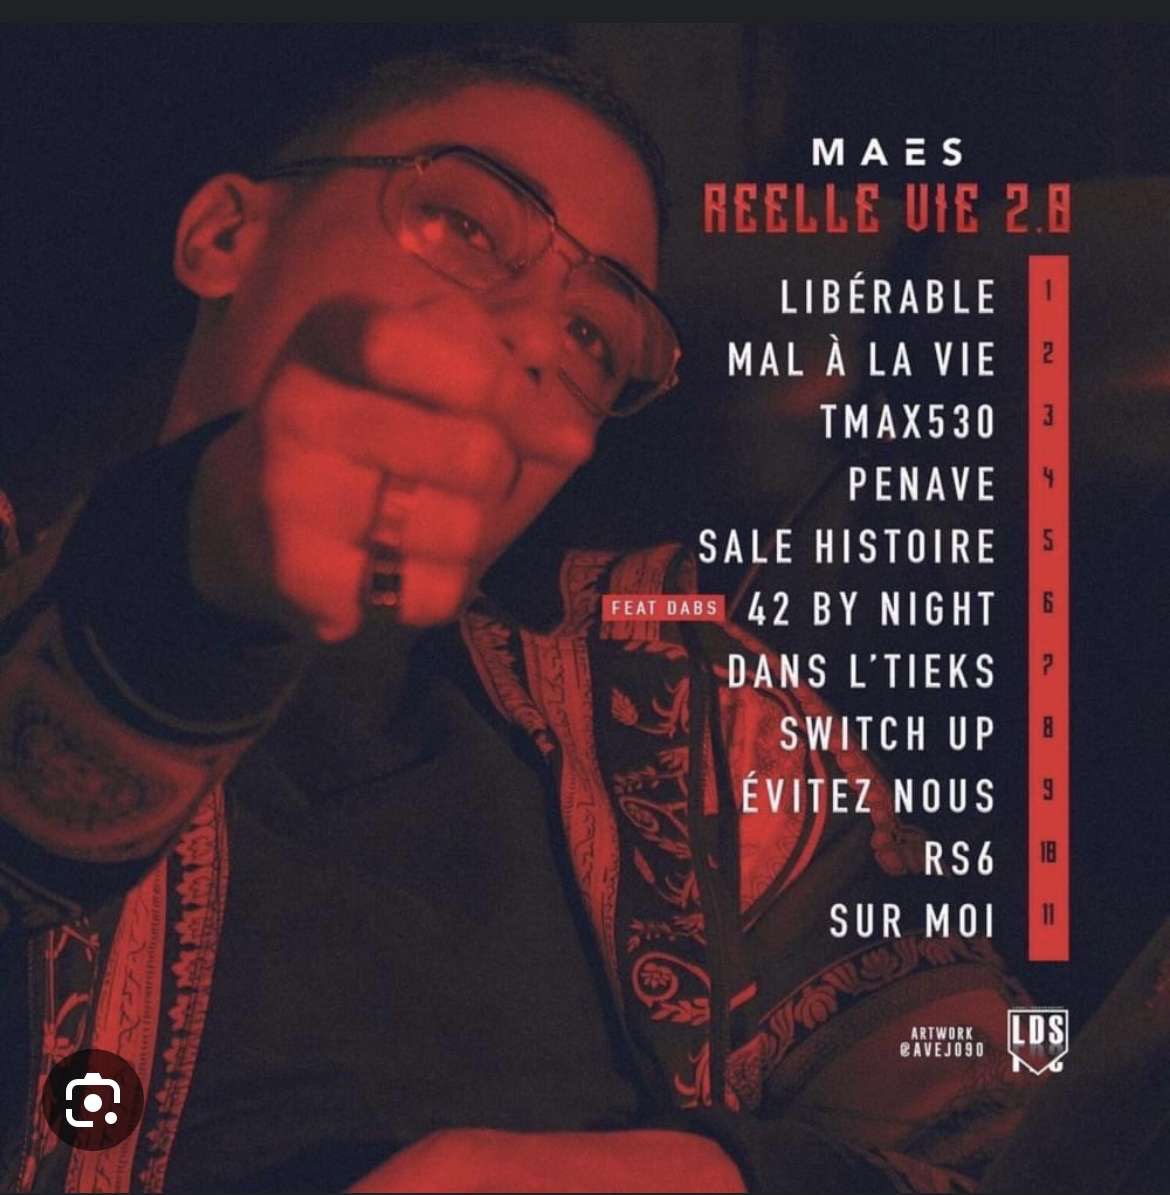 MAES
REELLE VIE 2.0
LIBÉRABLE 1
MAL À LA VIE 2
TMAX530 3
PENAVE 4
SALE HISTOIRE 5
FEAT DABS 42 BY NIGHT 6
DANS L'TIEKS 7
SWITCH UP 8
ÉVITEZ NOUS 9
RS6 10
SUR MOI 11
ARTWORK
@AVEJ090
LDS